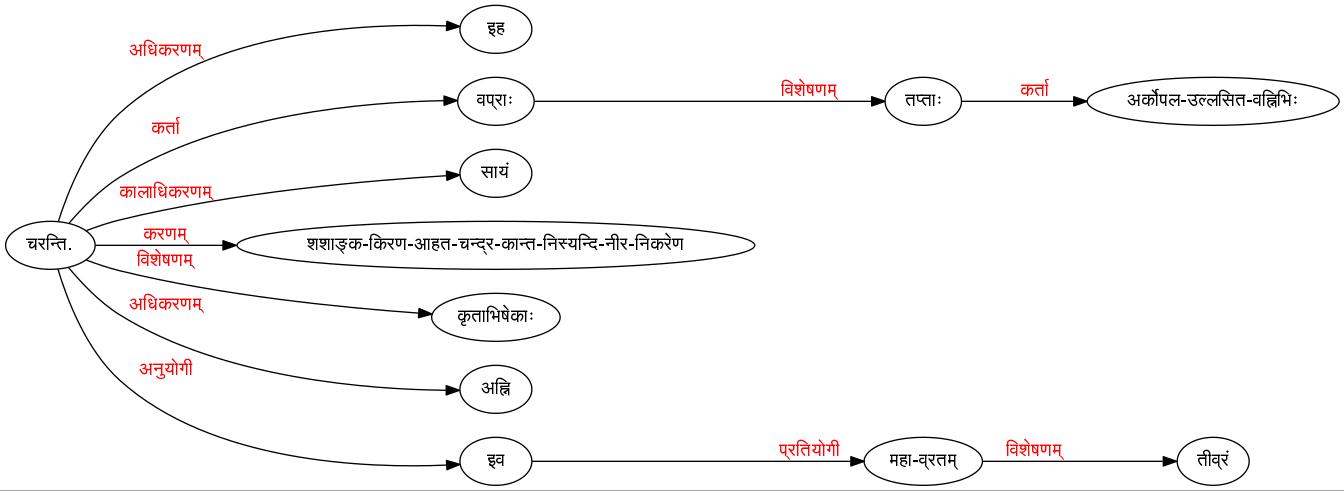 इह
अधिकरणम्
वप्राः
विशेषणम्
तप्ताः
कर्ता
अर्कोपल-उल्लसित-वह्निभिः
कर्ता
सायं
कालाधिकरणम्
चरन्ति.
करणम्
शशाङ्क-किरण-आहत-चन्द्र-कान्त-निस्यन्दि-नीर-निकरेण
विशेषणम्
कृताभिषेकाः
अधिकरणम्
अह्नि
अनुयोगी
इव
प्रतियोगी
महा-व्रतम्
विशेषणम्
तीव्रं